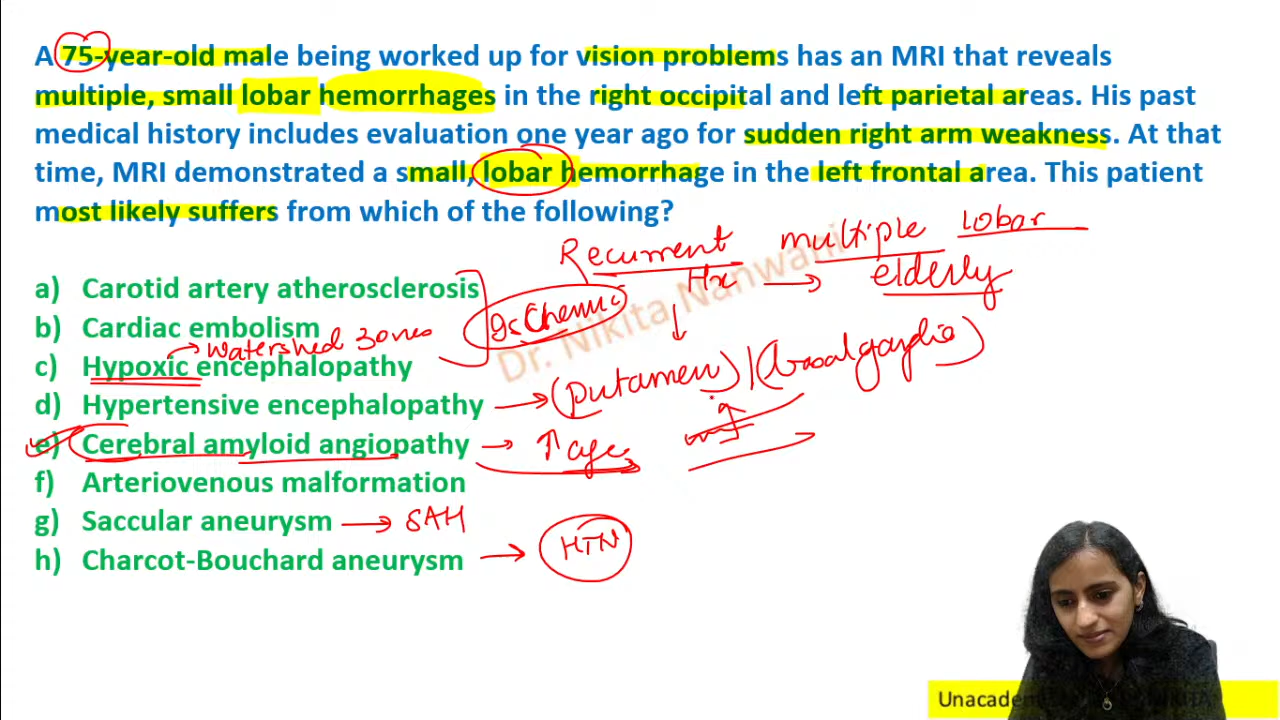 A 75-year-old male being worked up for vision problems has an MRI that reveals
multiple, small lobar hemorrhages in the right occipital and left parietal areas. His past
medical history includes evaluation one year ago for sudden right arm weakness. At that
time, MRI demonstrated a small, lobar hemorrhage in the left frontal area. This patient
most likely suffers from which of the following?
Recurrent multiple lobar
Hx → elderly
a) Carotid artery atherosclerosis
Ischemic
b) Cardiac embolism
→ watershed zones
c) Hypoxic encephalopathy
d) Hypertensive encephalopathy → (putamen) | (basal ganglia)
e) Cerebral amyloid angiopathy → ↑ age
f) Arteriovenous malformation
g) Saccular aneurysm → SAH
h) Charcot-Bouchard aneurysm → HTN
Dr. Nikita Nanwani